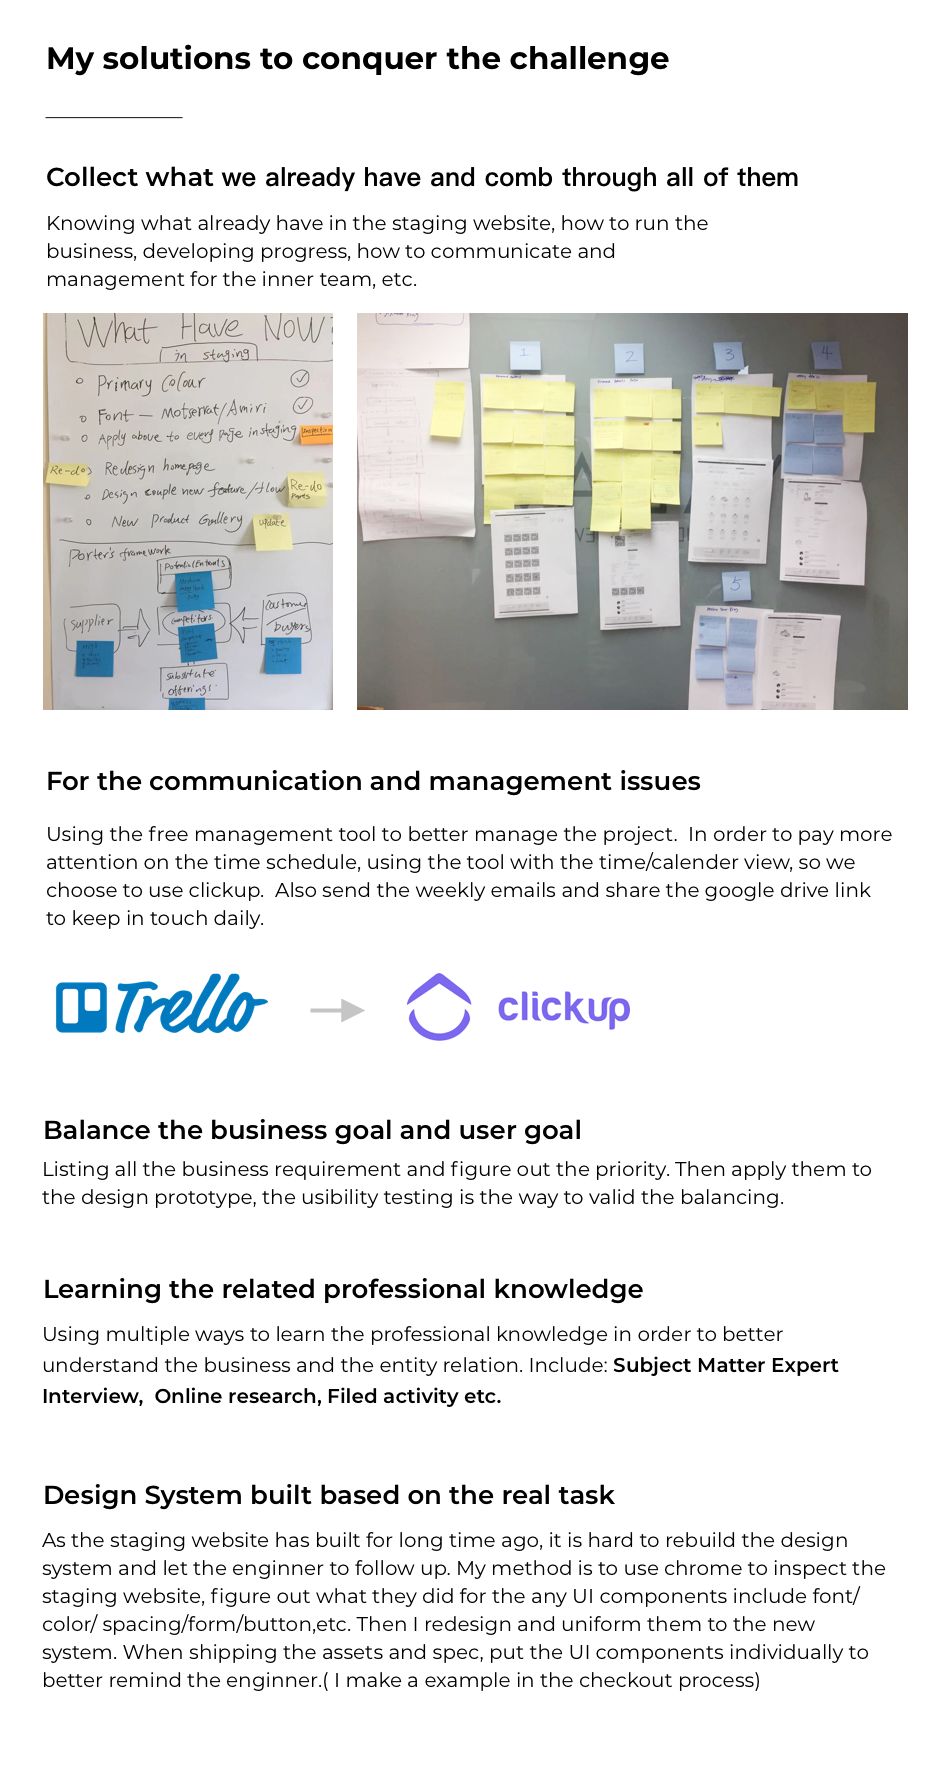 My solutions to conquer the challenge
Collect what we already have and comb through all of them
Knowing what already have in the staging website, how to run the
business, developing progress, how to communicate and
management for the inner team, etc.
What Have Now
in staging
Primary Colour
Font — Motserrat/Amiri
Apply above to every page in staging
Inspection
Re-do
Redesign homepage
Design couple new feature/flow
Re-do
Parts
New Product Gallery
update
Porter's framework
Potential Entrants
Supplier
Competitors
Customer
buyers
substitute
offerings
1
2
3
4
5
For the communication and management issues
Using the free management tool to better manage the project.  In order to pay more
attention on the time schedule, using the tool with the time/calender view, so we
choose to use clickup.  Also send the weekly emails and share the google drive link
to keep in touch daily.
Trello
clickup
Balance the business goal and user goal
Listing all the business requirement and figure out the priority. Then apply them to
the design prototype, the usibility testing is the way to valid the balancing.
Learning the related professional knowledge
Using multiple ways to learn the professional knowledge in order to better
understand the business and the entity relation. Include: Subject Matter Expert
Interview,  Online research, Filed activity etc.
Design System built based on the real task
As the staging website has built for long time ago, it is hard to rebuild the design
system and let the enginner to follow up. My method is to use chrome to inspect the
staging website, figure out what they did for the any UI components include font/
color/ spacing/form/button,etc. Then I redesign and uniform them to the new
system. When shipping the assets and spec, put the UI components individually to
better remind the enginner.( I make a example in the checkout process)